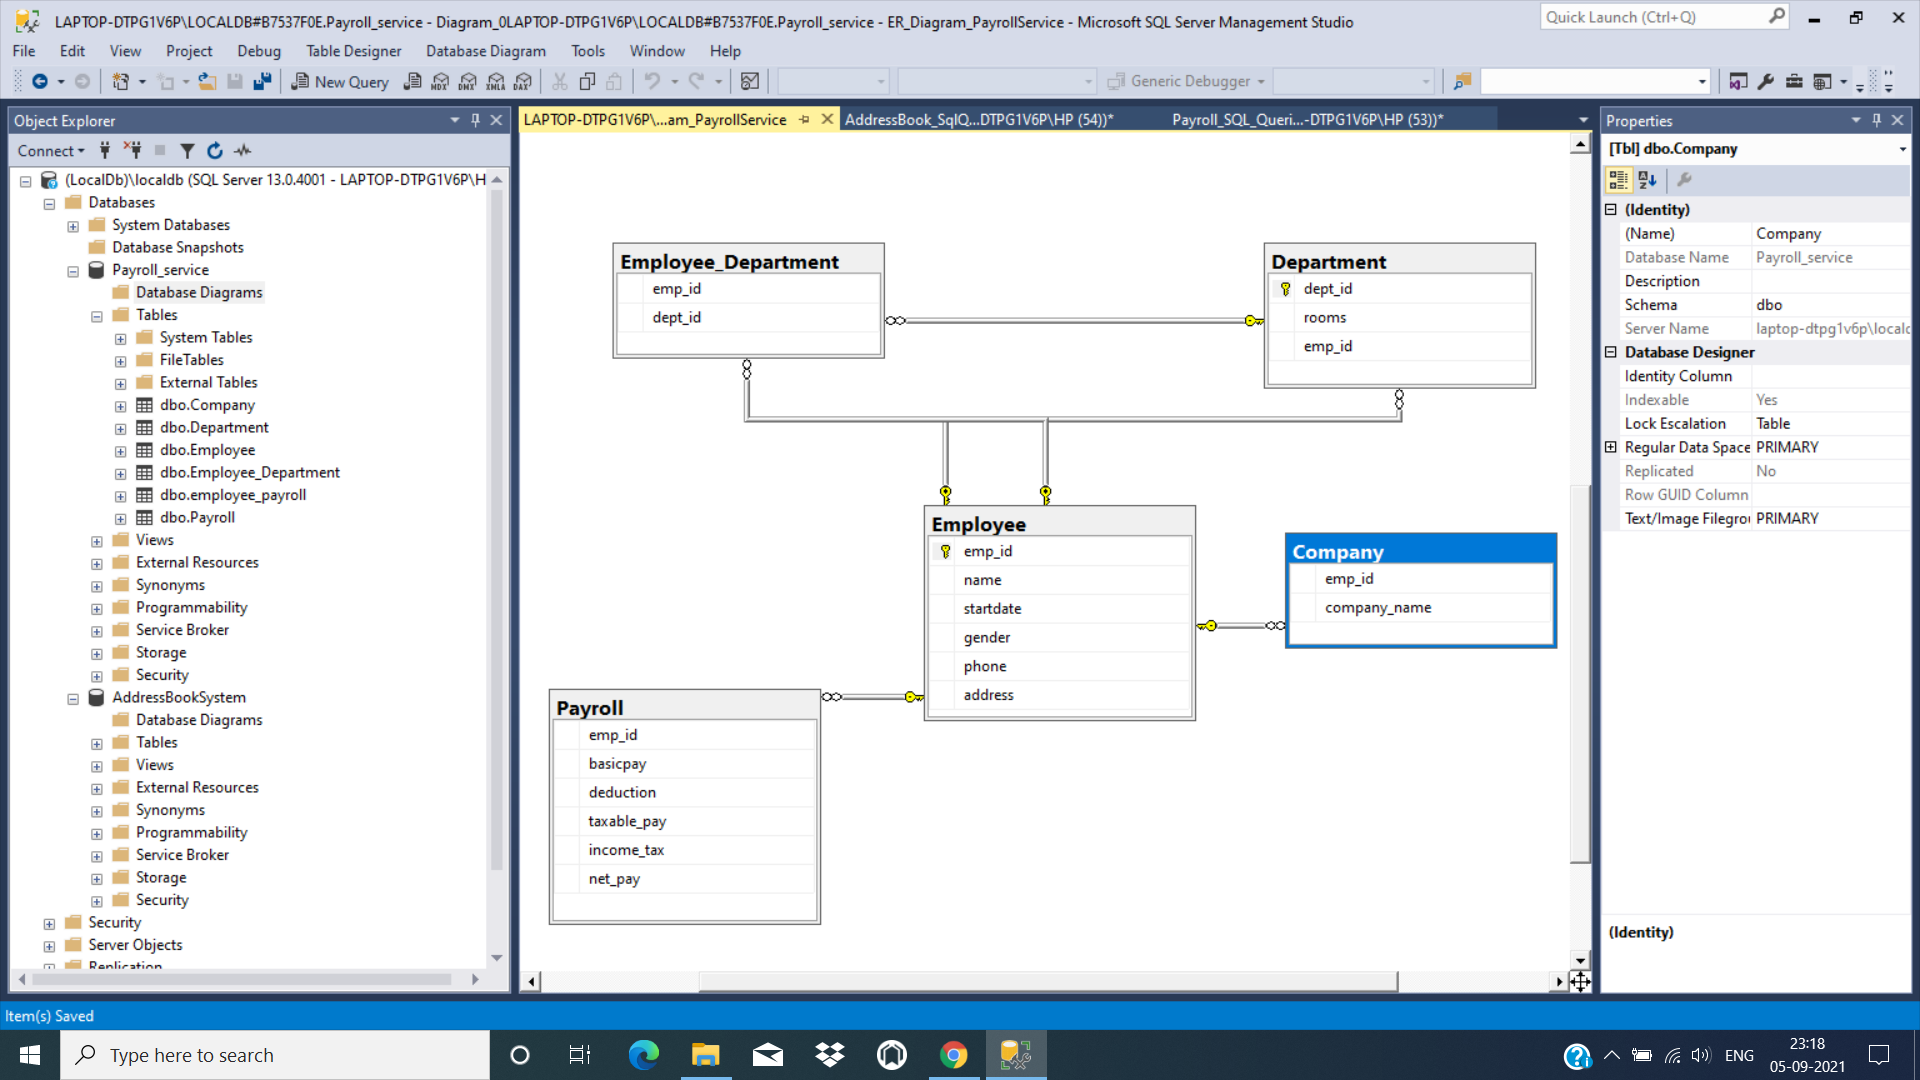 LAPTOP-DTPG1V6P\LOCALDB#B7537F0E.Payroll_service - Diagram_0LAPTOP-DTPG1V6P\LOCALDB#B7537F0E.Payroll_service - ER_Diagram_PayrollService - Microsoft SQL Server Management Studio
Quick Launch (Ctrl+Q)
File Edit View Project Debug Table Designer Database Diagram Tools Window Help
New Query MDX DMX XMLA DAX Generic Debugger
Object Explorer
Connect
(LocalDb)\localdb (SQL Server 13.0.4001 - LAPTOP-DTPG1V6P\H
Databases
System Databases
Database Snapshots
Payroll_service
Database Diagrams
Tables
System Tables
FileTables
External Tables
dbo.Company
dbo.Department
dbo.Employee
dbo.Employee_Department
dbo.employee_payroll
dbo.Payroll
Views
External Resources
Synonyms
Programmability
Service Broker
Storage
Security
AddressBookSystem
Database Diagrams
Tables
Views
External Resources
Synonyms
Programmability
Service Broker
Storage
Security
Security
Server Objects
Replication
LAPTOP-DTPG1V6P\...am_PayrollService
AddressBook_SqlQ...DTPG1V6P\HP (54))*
Payroll_SQL_Queri...-DTPG1V6P\HP (53))*
Employee_Department
emp_id
dept_id
Department
dept_id
rooms
emp_id
Employee
emp_id
name
startdate
gender
phone
address
Company
emp_id
company_name
Payroll
emp_id
basicpay
deduction
taxable_pay
income_tax
net_pay
Properties
[Tbl] dbo.Company
(Identity)
(Name) Company
Database Name Payroll_service
Description
Schema dbo
Server Name laptop-dtpg1v6p\locald
Database Designer
Identity Column
Indexable Yes
Lock Escalation Table
Regular Data Space PRIMARY
Replicated No
Row GUID Column
Text/Image Filegrou PRIMARY
(Identity)
Item(s) Saved
Type here to search
ENG
23:18
05-09-2021